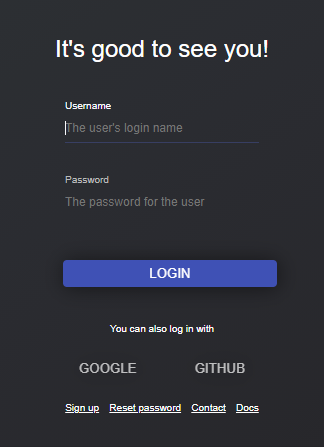 It's good to see you!
Username
The user's login name
Password
The password for the user
LOGIN
You can also log in with
GOOGLE GITHUB
Sign up Reset password Contact Docs